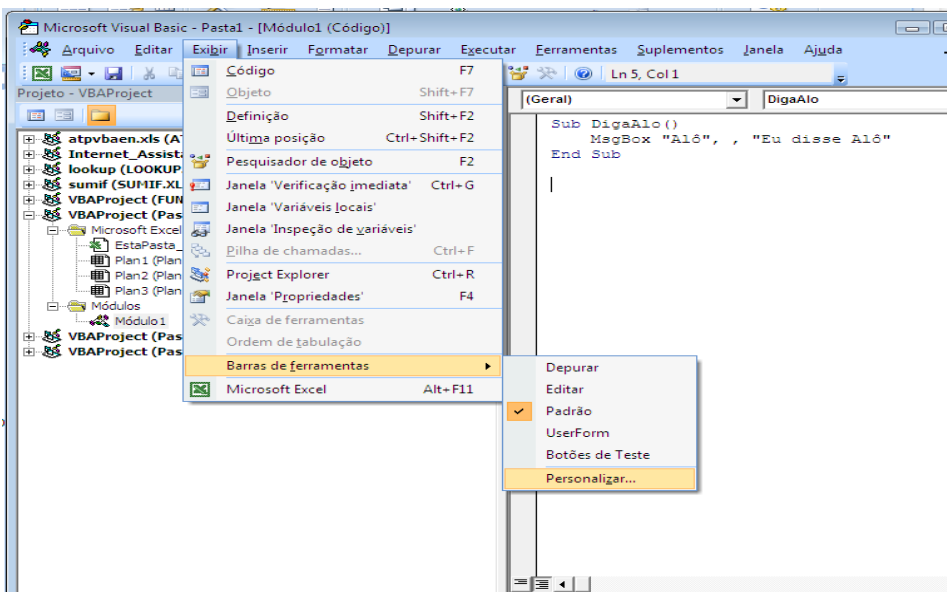 Microsoft Visual Basic - Pasta1 - [Módulo1 (Código)]
Arquivo Editar Exibir Inserir Formatar Depurar Executar Ferramentas Suplementos Janela Ajuda
Ln 5, Col 1
Projeto - VBAProject
(Geral) DigaAlo
atpvbaen.xls (A
Internet_Assist
lookup (LOOKUP
sumif (SUMIF.XL
VBAProject (FUN
VBAProject (Pas
Microsoft Excel
EstaPasta_
Plan1 (Plan
Plan2 (Plan
Plan3 (Plan
Módulos
Módulo1
VBAProject (Pas
VBAProject (Pas
Código F7
Objeto Shift+F7
Definição Shift+F2
Última posição Ctrl+Shift+F2
Pesquisador de objeto F2
Janela 'Verificação imediata' Ctrl+G
Janela 'Variáveis locais'
Janela 'Inspeção de variáveis'
Pilha de chamadas... Ctrl+F
Project Explorer Ctrl+R
Janela 'Propriedades' F4
Caixa de ferramentas
Ordem de tabulação
Barras de ferramentas
Microsoft Excel Alt+F11
Depurar
Editar
Padrão
UserForm
Botões de Teste
Personalizar...
Sub DigaAlo()
MsgBox "Alô", , "Eu disse Alô"
End Sub